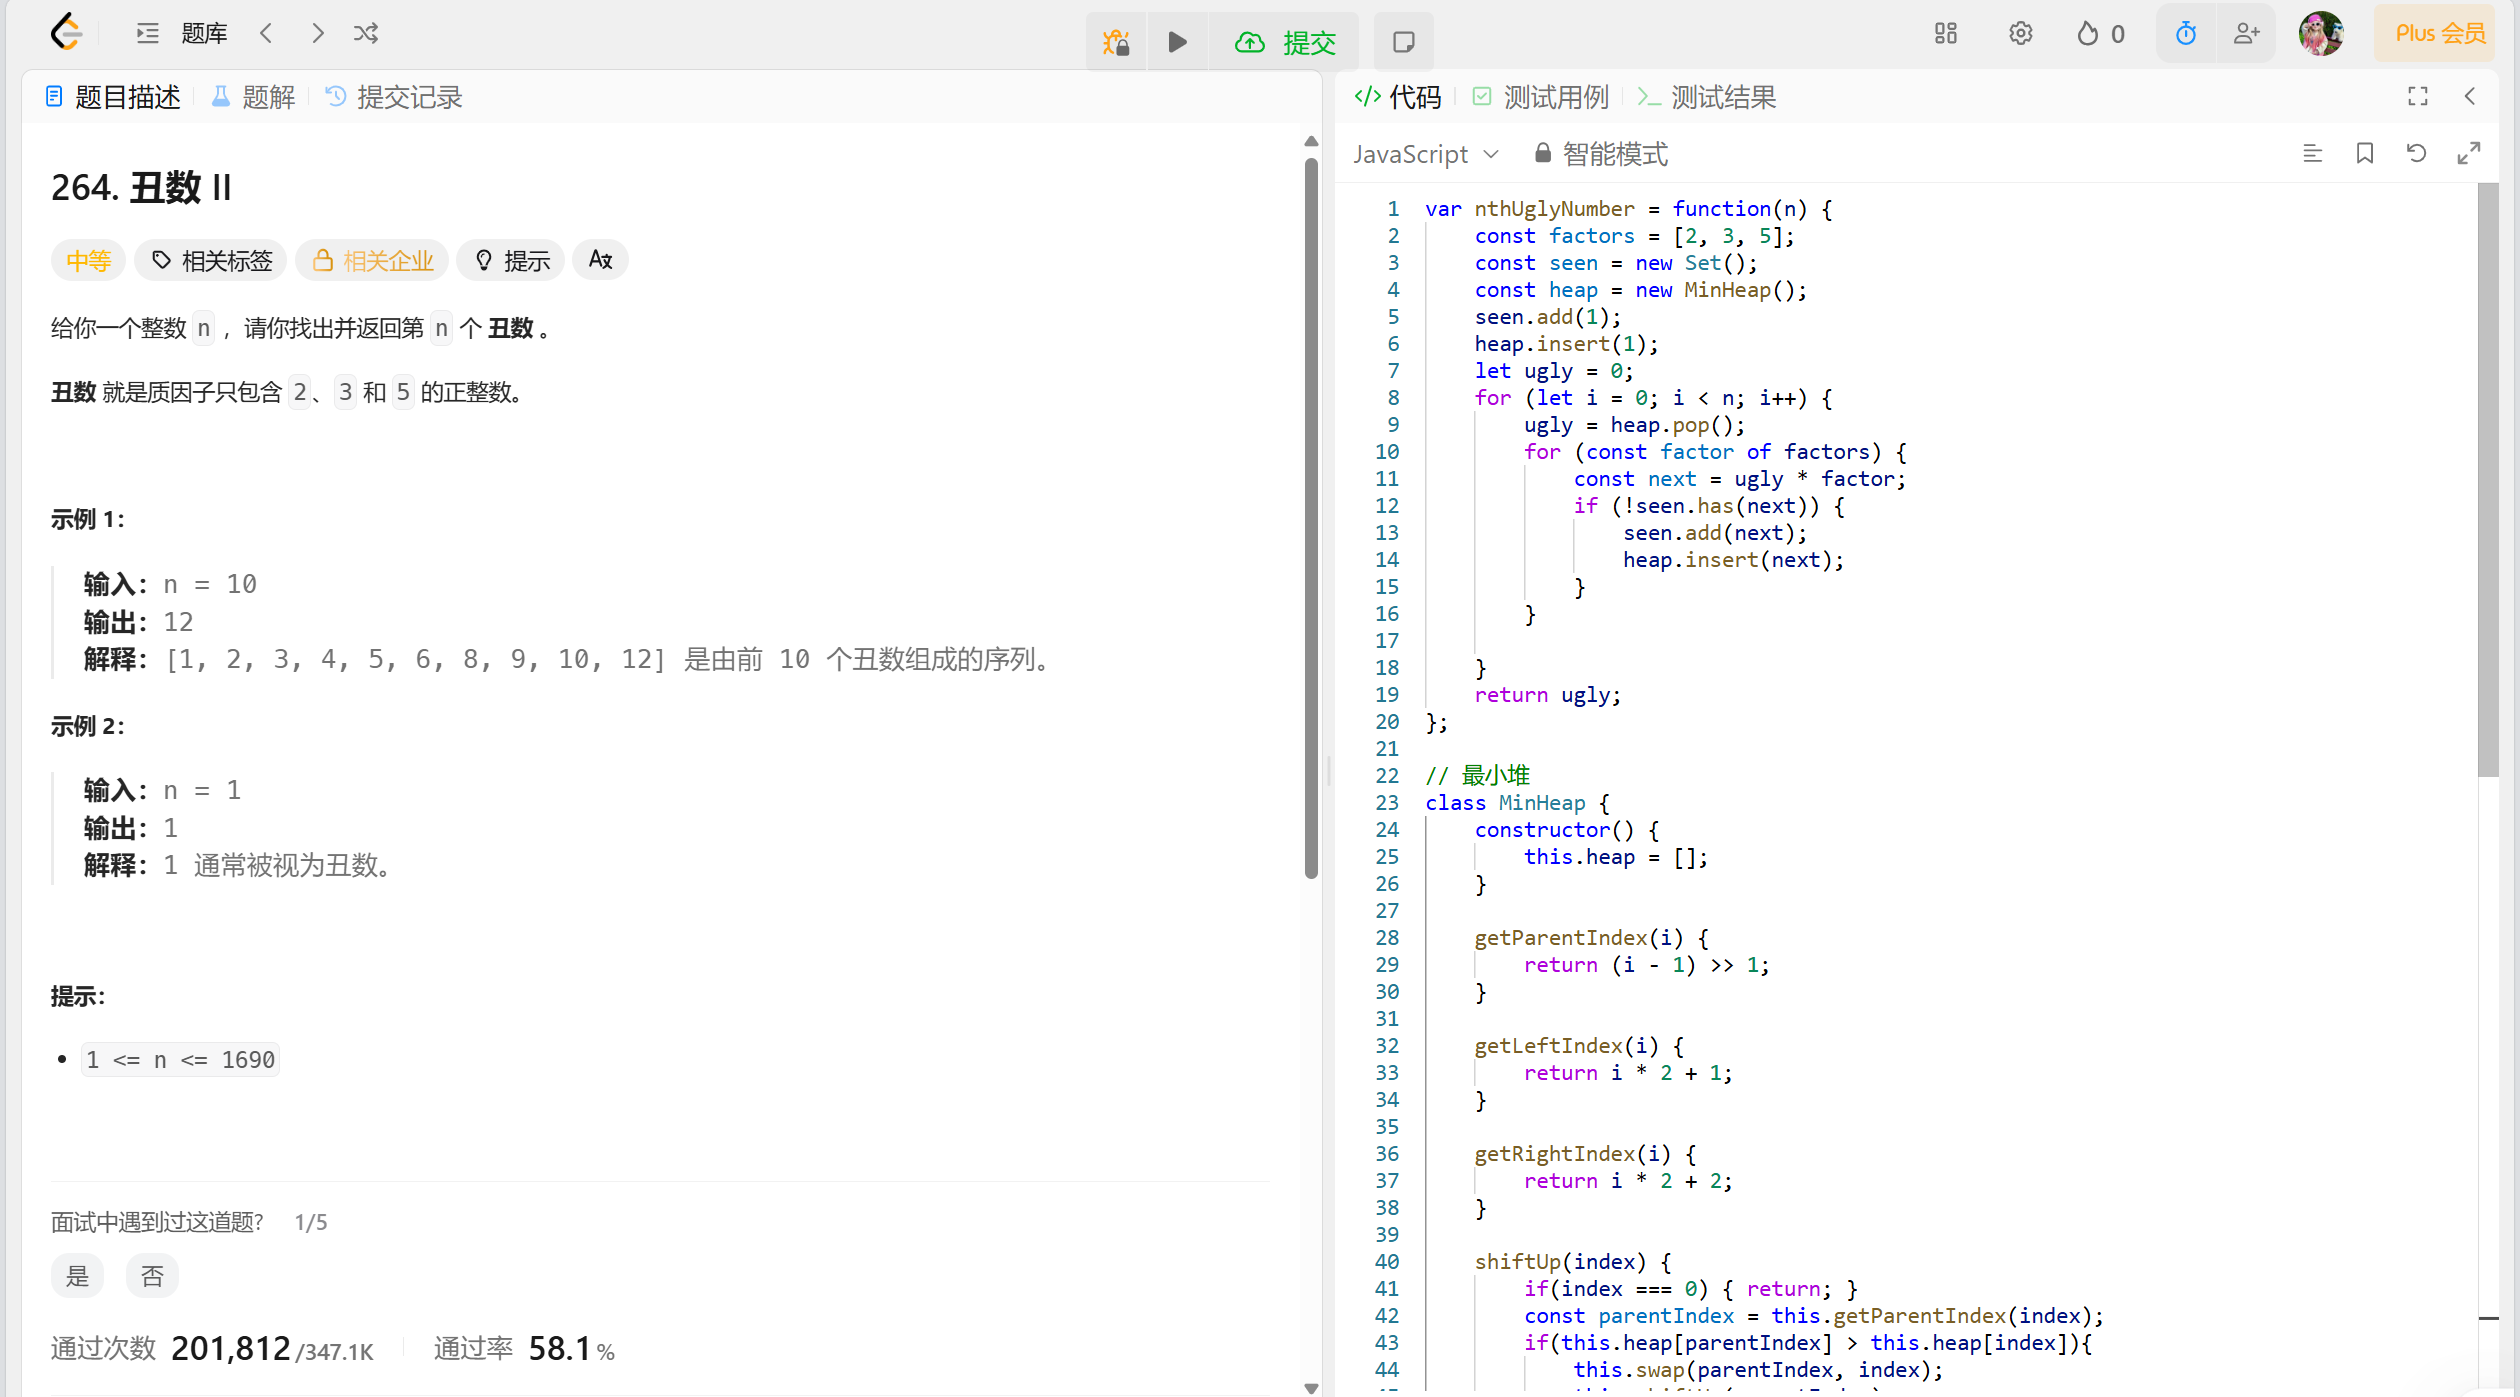 题库
提交
0
Plus 会员
题目描述
题解
提交记录
264. 丑数 II
中等
相关标签
相关企业
提示
给你一个整数 n ，请你找出并返回第 n 个 丑数 。
丑数 就是质因子只包含 2、3 和 5 的正整数。
示例 1：
输入：n = 10
输出：12
解释：[1, 2, 3, 4, 5, 6, 8, 9, 10, 12] 是由前 10 个丑数组成的序列。
示例 2：
输入：n = 1
输出：1
解释：1 通常被视为丑数。
提示：
1 <= n <= 1690
面试中遇到过这道题? 1/5
是
否
通过次数 201,812/347.1K
通过率 58.1%
代码
测试用例
测试结果
JavaScript
智能模式
1 var nthUglyNumber = function(n) {
2     const factors = [2, 3, 5];
3     const seen = new Set();
4     const heap = new MinHeap();
5     seen.add(1);
6     heap.insert(1);
7     let ugly = 0;
8     for (let i = 0; i < n; i++) {
9         ugly = heap.pop();
10         for (const factor of factors) {
11             const next = ugly * factor;
12             if (!seen.has(next)) {
13                 seen.add(next);
14                 heap.insert(next);
15             }
16         }
17
18     }
19     return ugly;
20 };
21
22 // 最小堆
23 class MinHeap {
24     constructor() {
25         this.heap = [];
26     }
27
28     getParentIndex(i) {
29         return (i - 1) >> 1;
30     }
31
32     getLeftIndex(i) {
33         return i * 2 + 1;
34     }
35
36     getRightIndex(i) {
37         return i * 2 + 2;
38     }
39
40     shiftUp(index) {
41         if(index === 0) { return; }
42         const parentIndex = this.getParentIndex(index);
43         if(this.heap[parentIndex] > this.heap[index]){
44             this.swap(parentIndex, index);